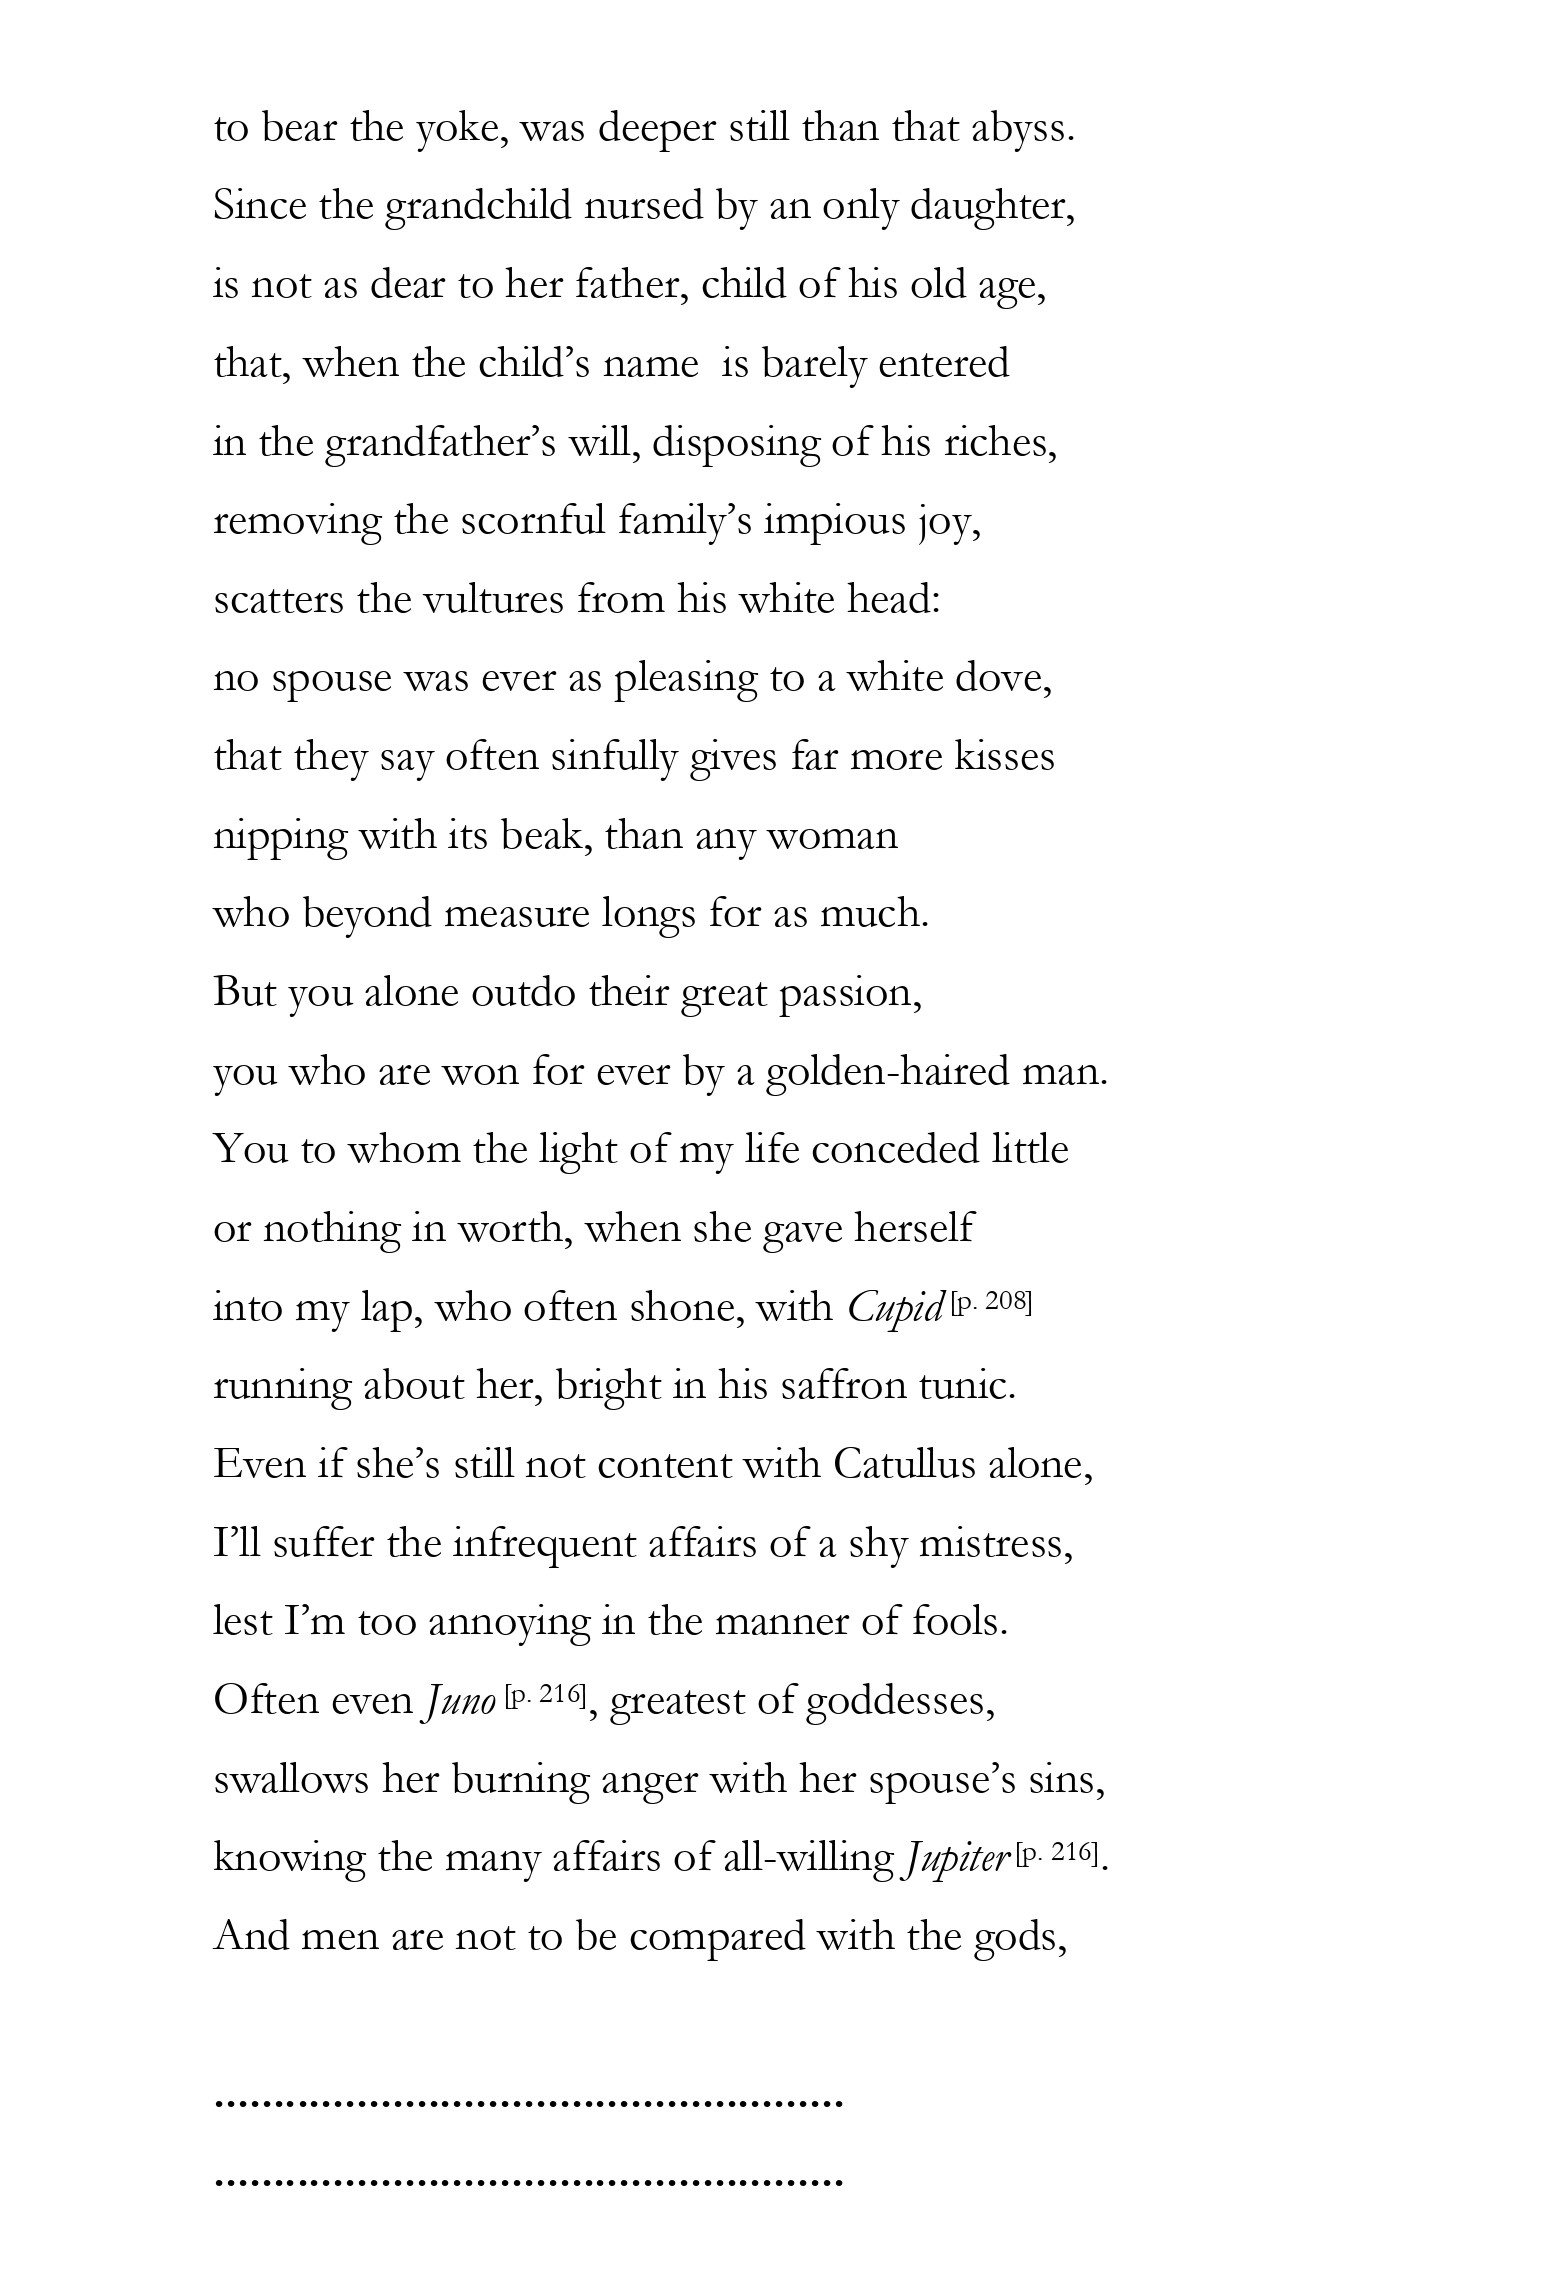 to bear the yoke, was deeper still than that abyss.
Since the grandchild nursed by an only daughter,
is not as dear to her father, child of his old age,
that, when the child’s name  is barely entered
in the grandfather’s will, disposing of his riches,
removing the scornful family’s impious joy,
scatters the vultures from his white head:
no spouse was ever as pleasing to a white dove,
that they say often sinfully gives far more kisses
nipping with its beak, than any woman
who beyond measure longs for as much.
But you alone outdo their great passion,
you who are won for ever by a golden-haired man.
You to whom the light of my life conceded little
or nothing in worth, when she gave herself
into my lap, who often shone, with Cupid [p. 208]
running about her, bright in his saffron tunic.
Even if she’s still not content with Catullus alone,
I’ll suffer the infrequent affairs of a shy mistress,
lest I’m too annoying in the manner of fools.
Often even Juno [p. 216], greatest of goddesses,
swallows her burning anger with her spouse’s sins,
knowing the many affairs of all-willing Jupiter [p. 216].
And men are not to be compared with the gods,
.....................................................
.....................................................